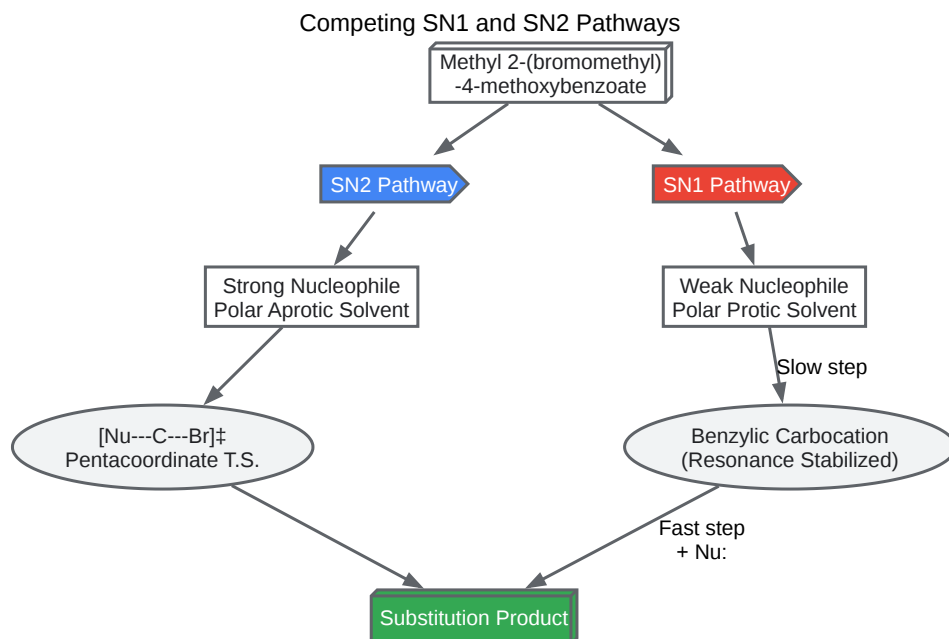 Competing SN1 and SN2 Pathways
Methyl 2-(bromomethyl)
-4-methoxybenzoate
SN2 Pathway
SN1 Pathway
Strong Nucleophile
Polar Aprotic Solvent
Weak Nucleophile
Polar Protic Solvent
Slow step
[Nu---C---Br]‡
Pentacoordinate T.S.
Benzylic Carbocation
(Resonance Stabilized)
Fast step
+ Nu:
Substitution Product